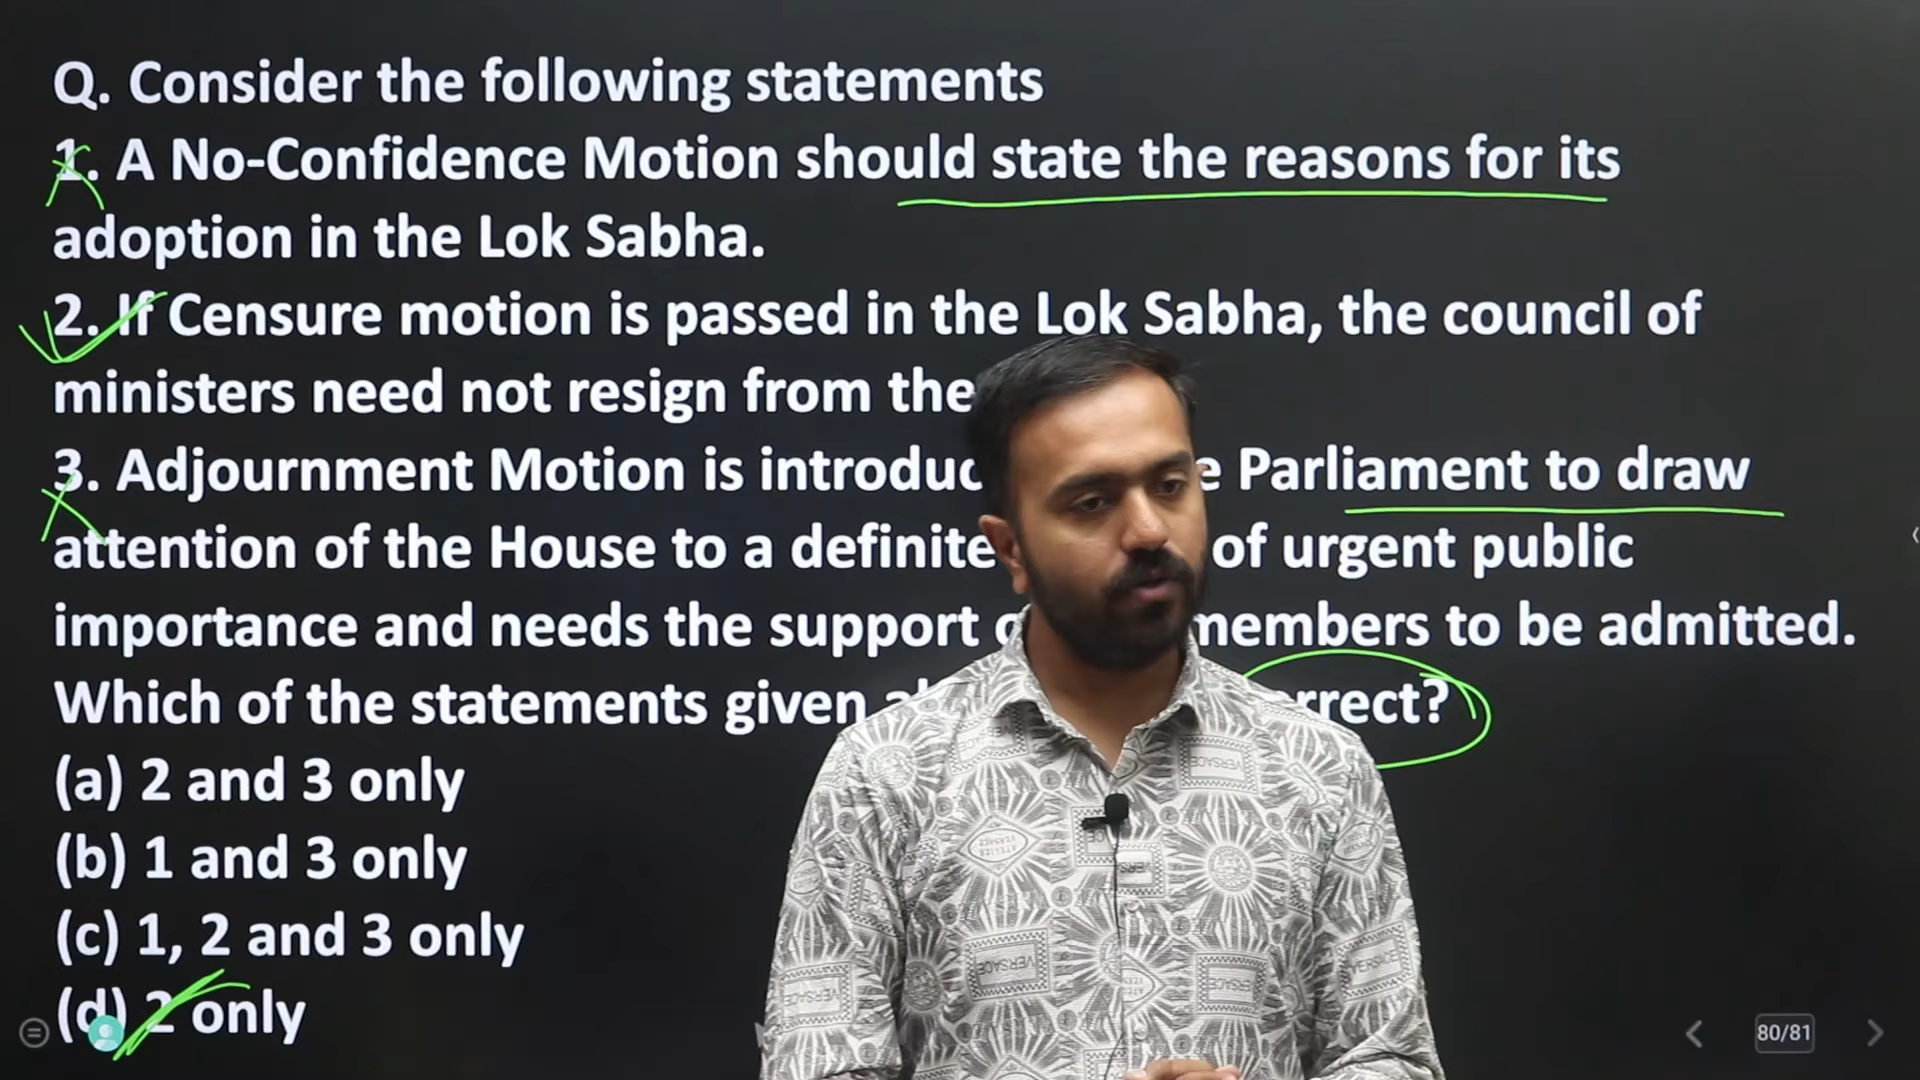 Q. Consider the following statements
1. A No-Confidence Motion should state the reasons for its
adoption in the Lok Sabha.
2. If Censure motion is passed in the Lok Sabha, the council of
ministers need not resign from the
3. Adjournment Motion is Parliament to draw
attention of the House to a definite of urgent public
importance and needs the support members to be admitted.
Which of the statements given
(a) 2 and 3 only
(b) 1 and 3 only
(c) 1, 2 and 3 only
(d) 2 only
80/81
VERSACE
VERSACE